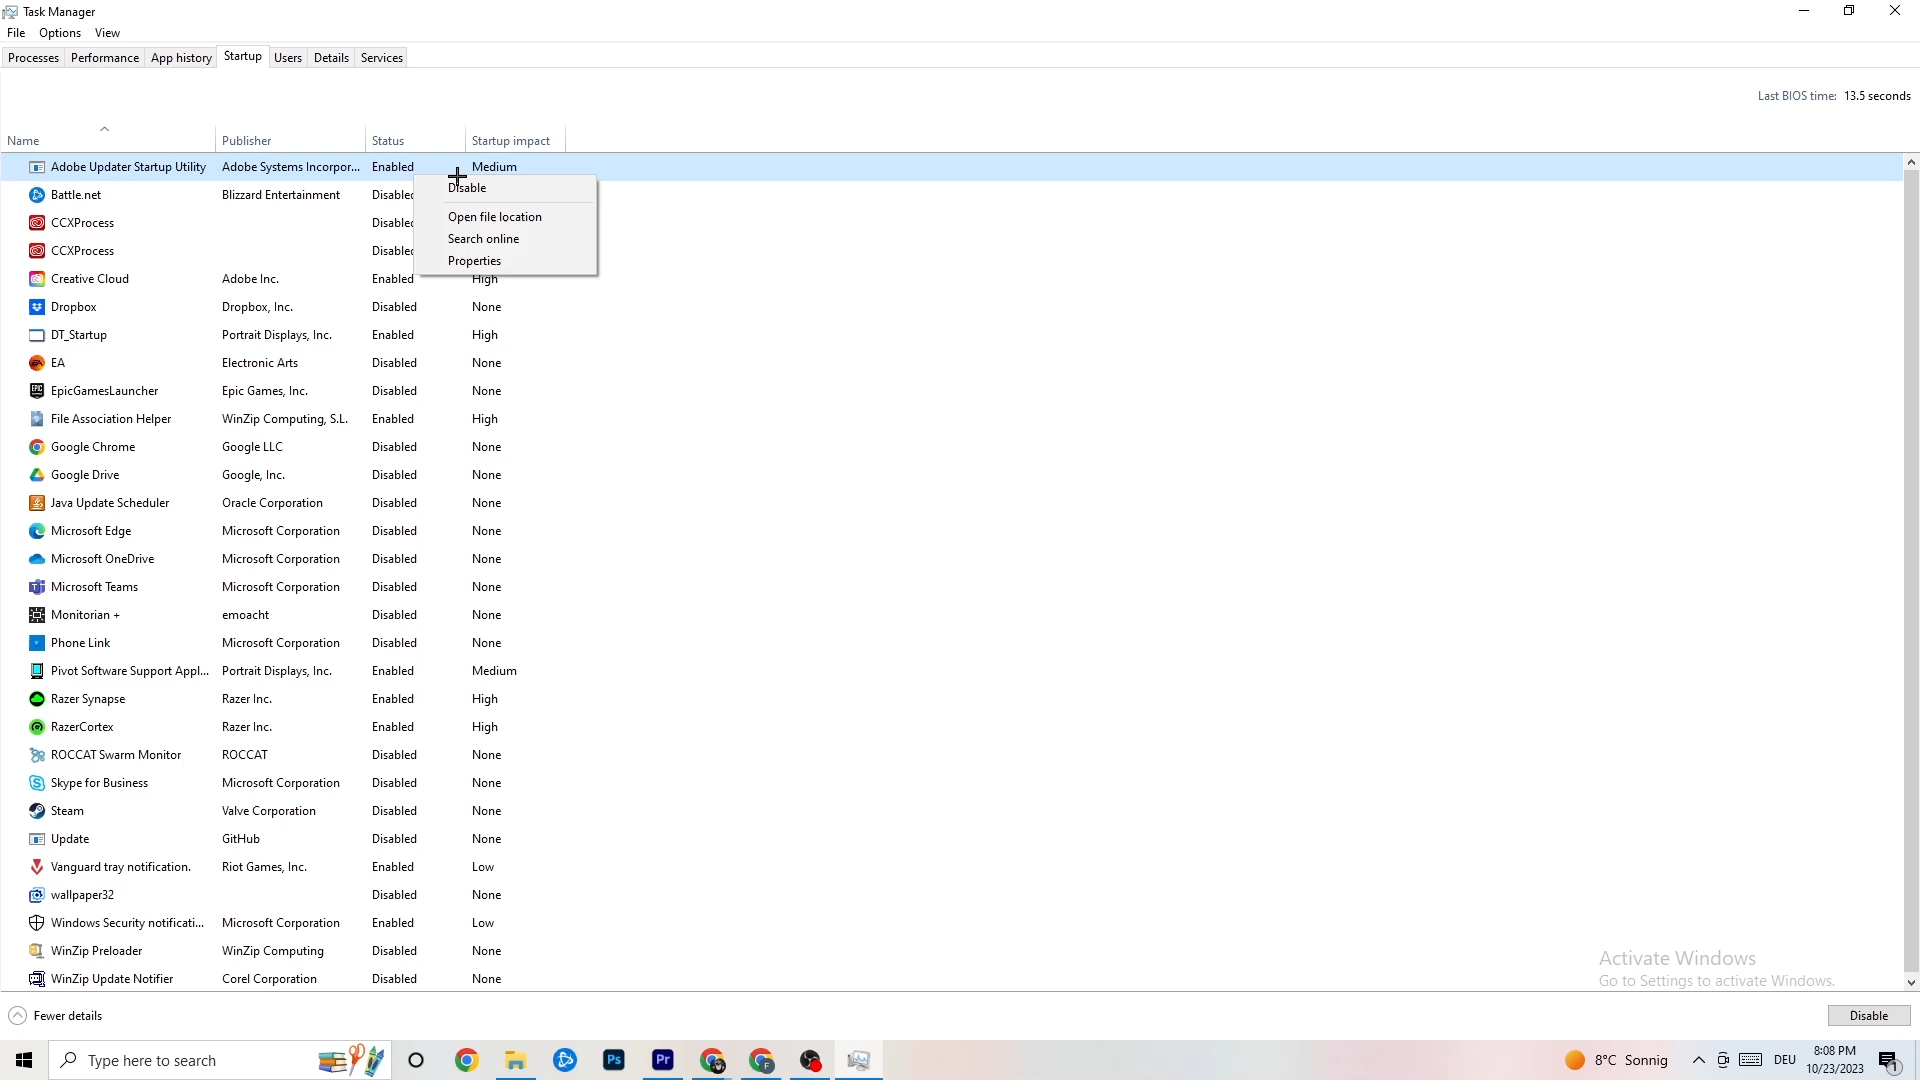 Task Manager
File Options View
Processes Performance App history Startup Users Details Services
Last BIOS time: 13.5 seconds
Name Publisher Status Startup impact
Adobe Updater Startup Utility Adobe Systems Incorpor... Enabled Medium
Battle.net Blizzard Entertainment Disabled
CCXProcess Disabled
CCXProcess Disabled
Creative Cloud Adobe Inc. Enabled High
Disable
Open file location
Search online
Properties
Dropbox Dropbox, Inc. Disabled None
DT_Startup Portrait Displays, Inc. Enabled High
EA Electronic Arts Disabled None
EpicGamesLauncher Epic Games, Inc. Disabled None
File Association Helper WinZip Computing, S.L. Enabled High
Google Chrome Google LLC Disabled None
Google Drive Google, Inc. Disabled None
Java Update Scheduler Oracle Corporation Disabled None
Microsoft Edge Microsoft Corporation Disabled None
Microsoft OneDrive Microsoft Corporation Disabled None
Microsoft Teams Microsoft Corporation Disabled None
Monitorian + emoacht Disabled None
Phone Link Microsoft Corporation Disabled None
Pivot Software Support Appl... Portrait Displays, Inc. Enabled Medium
Razer Synapse Razer Inc. Enabled High
RazerCortex Razer Inc. Enabled High
ROCCAT Swarm Monitor ROCCAT Disabled None
Skype for Business Microsoft Corporation Disabled None
Steam Valve Corporation Disabled None
Update GitHub Disabled None
Vanguard tray notification. Riot Games, Inc. Enabled Low
wallpaper32 Disabled None
Windows Security notificati... Microsoft Corporation Enabled Low
WinZip Preloader WinZip Computing Disabled None
WinZip Update Notifier Corel Corporation Disabled None
Activate Windows
Go to Settings to activate Windows.
Fewer details Disable
Type here to search Ps Pr F 8°C Sonnig DEU 8:08 PM 1
10/23/2023